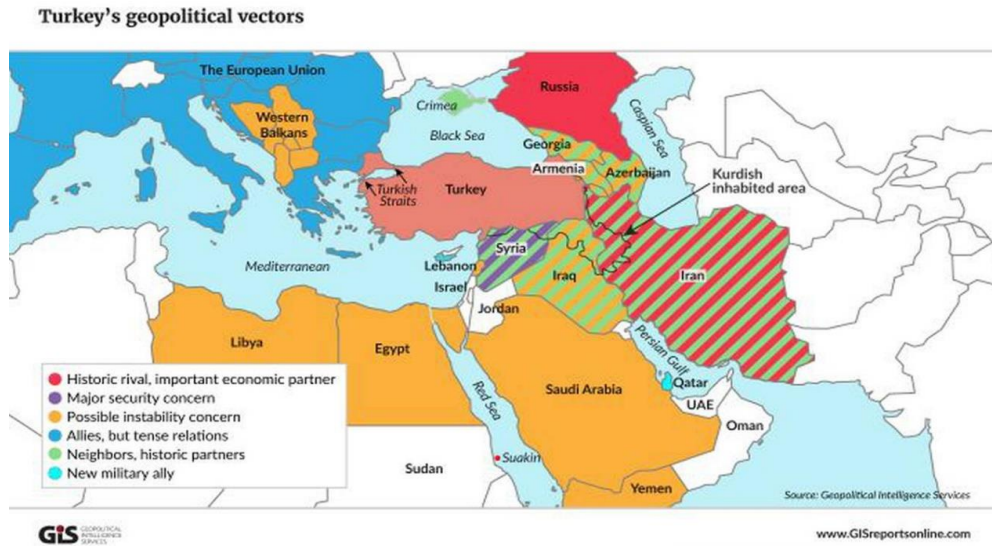 Turkey's geopolitical vectors
The European Union
Russia
Crimea
Caspian Sea
Western
Balkans
Black Sea
Georgia
Armenia
Azerbaijan
Kurdish
inhabited area
Turkish
Straits
Turkey
Syria
Mediterranean
Lebanon
Iraq
Iran
Israel
Jordan
Libya
Egypt
Persian Gulf
Historic rival, important economic partner
Major security concern
Possible instability concern
Allies, but tense relations
Neighbors, historic partners
New military ally
Red Sea
Saudi Arabia
Qatar
UAE
Oman
Sudan
Suakin
Yemen
Source: Geopolitical Intelligence Services
GIS
GEOPOLITICAL
INTELLIGENCE
SERVICES
www.GISreportsonline.com